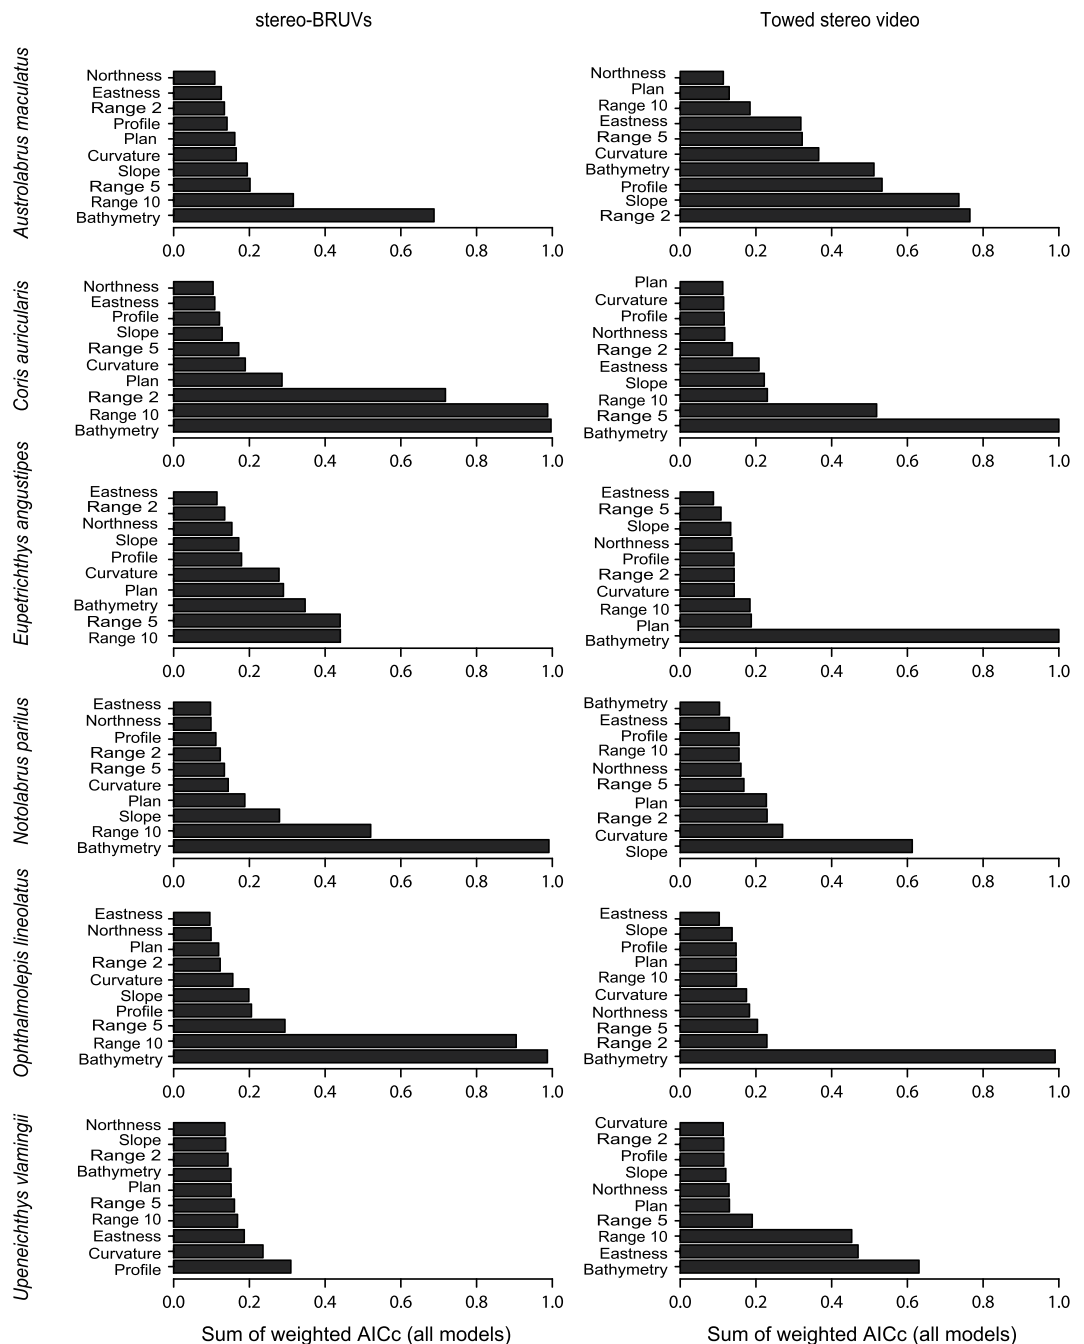 stereo-BRUVs
Towed stereo video
Austrolabrus maculatus
Northness
Eastness
Range 2
Profile
Plan
Curvature
Slope
Range 5
Range 10
Bathymetry
0.0 0.2 0.4 0.6 0.8 1.0
Northness
Plan
Range 10
Eastness
Range 5
Curvature
Bathymetry
Profile
Slope
Range 2
0.0 0.2 0.4 0.6 0.8 1.0
Coris auricularis
Northness
Eastness
Profile
Slope
Range 5
Curvature
Plan
Range 2
Range 10
Bathymetry
0.0 0.2 0.4 0.6 0.8 1.0
Plan
Curvature
Profile
Northness
Range 2
Eastness
Slope
Range 10
Range 5
Bathymetry
0.0 0.2 0.4 0.6 0.8 1.0
Eupetrichthys angustipes
Eastness
Range 2
Northness
Slope
Profile
Curvature
Plan
Bathymetry
Range 5
Range 10
0.0 0.2 0.4 0.6 0.8 1.0
Eastness
Range 5
Slope
Northness
Profile
Range 2
Curvature
Range 10
Plan
Bathymetry
0.0 0.2 0.4 0.6 0.8 1.0
Notolabrus parilus
Eastness
Northness
Profile
Range 2
Range 5
Curvature
Plan
Slope
Range 10
Bathymetry
0.0 0.2 0.4 0.6 0.8 1.0
Bathymetry
Eastness
Profile
Range 10
Northness
Range 5
Plan
Range 2
Curvature
Slope
0.0 0.2 0.4 0.6 0.8 1.0
Ophthalmolepis lineolatus
Eastness
Northness
Plan
Range 2
Curvature
Slope
Profile
Range 5
Range 10
Bathymetry
0.0 0.2 0.4 0.6 0.8 1.0
Eastness
Slope
Profile
Plan
Range 10
Curvature
Northness
Range 5
Range 2
Bathymetry
0.0 0.2 0.4 0.6 0.8 1.0
Upeneichthys vlamingii
Northness
Slope
Range 2
Bathymetry
Plan
Range 5
Range 10
Eastness
Curvature
Profile
0.0 0.2 0.4 0.6 0.8 1.0
Curvature
Range 2
Profile
Slope
Northness
Plan
Range 5
Range 10
Eastness
Bathymetry
0.0 0.2 0.4 0.6 0.8 1.0
Sum of weighted AICc (all models)
Sum of weighted AICc (all models)